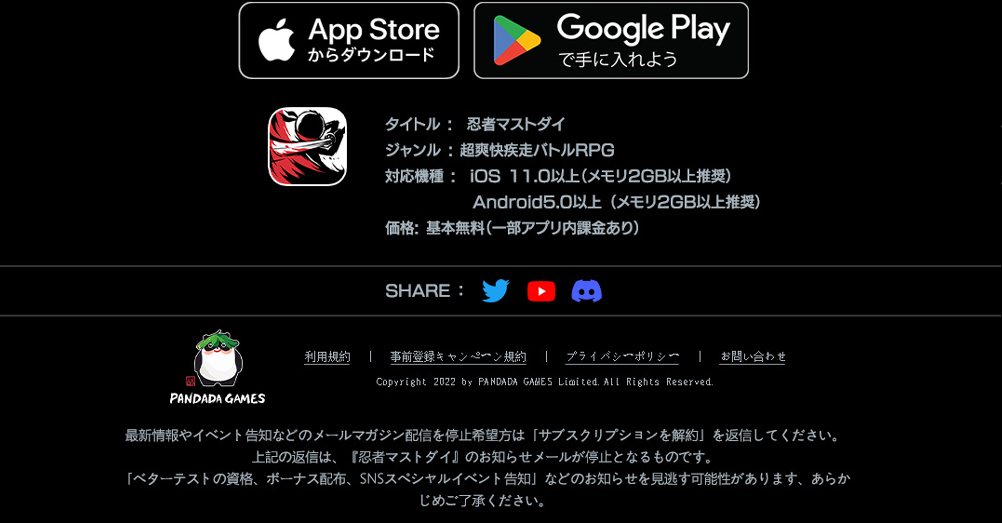 App Store
からダウンロード
Google Play
で手に入れよう
タイトル : 忍者マストダイ
ジャンル : 超爽快疾走バトルRPG
対応機種 : iOS 11.0以上(メモリ2GB以上推奨)
Android5.0以上 (メモリ2GB以上推奨)
価格: 基本無料(一部アプリ内課金あり)
SHARE :
PANDADA GAMES
利用規約 | 事前登録キャンペーン規約 | プライバシーポリシー | お問い合わせ
Copyright 2022 by PANDADA GAMES Limited. All Rights Reserved.
最新情報やイベント告知などのメールマガジン配信を停止希望方は「サブスクリプションを解約」を返信してください。
上記の返信は、『忍者マストダイ』のお知らせメールが停止となるものです。
「ベターテストの資格、ボーナス配布、SNSスペシャルイベント告知」などのお知らせを見逃す可能性があります、あらか
じめご了承ください。